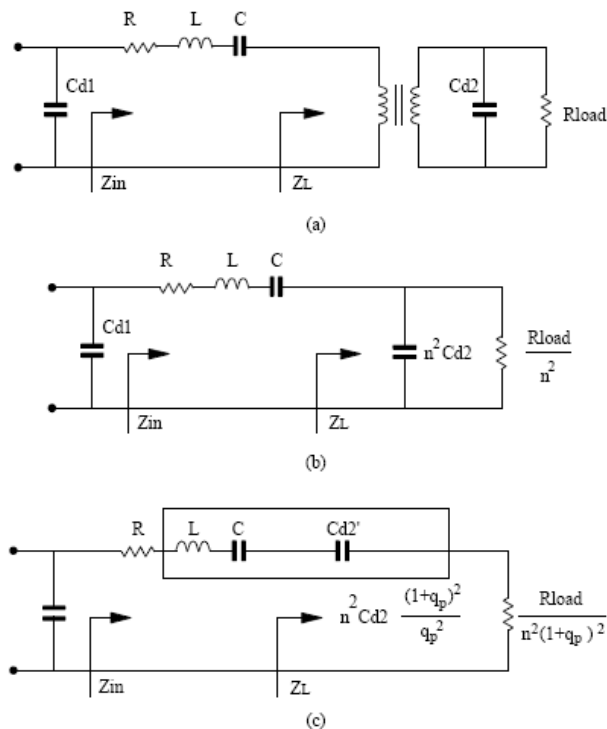 R L C
Cd1
Cd2
Rload
Zin
ZL
(a)
R L C
Cd1
n²Cd2
Rload
n²
Zin
ZL
(b)
R L C Cd2'
n²Cd2 (1+qₚ)²
qₚ²
Rload
n²(1+qₚ)²
Zin
ZL
(c)